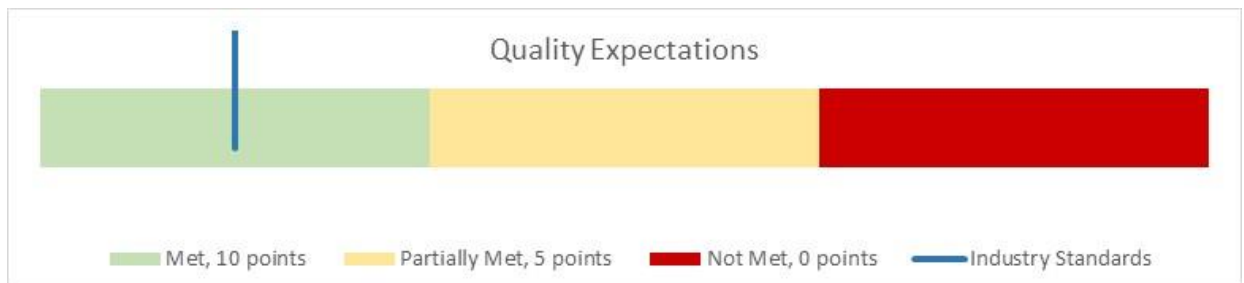 Quality Expectations
Met, 10 points Partially Met, 5 points Not Met, 0 points Industry Standards